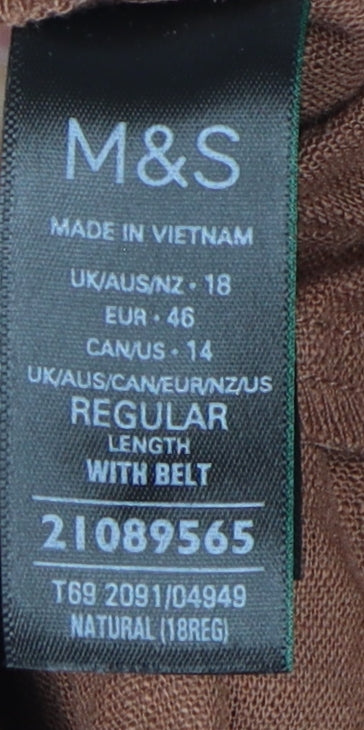 M&S
MADE IN VIETNAM
UK/AUS/NZ · 18
EUR · 46
CAN/US · 14
UK/AUS/CAN/EUR/NZ/US
REGULAR
LENGTH
WITH BELT
21089565
T69 2091/04949
NATURAL (18REG)